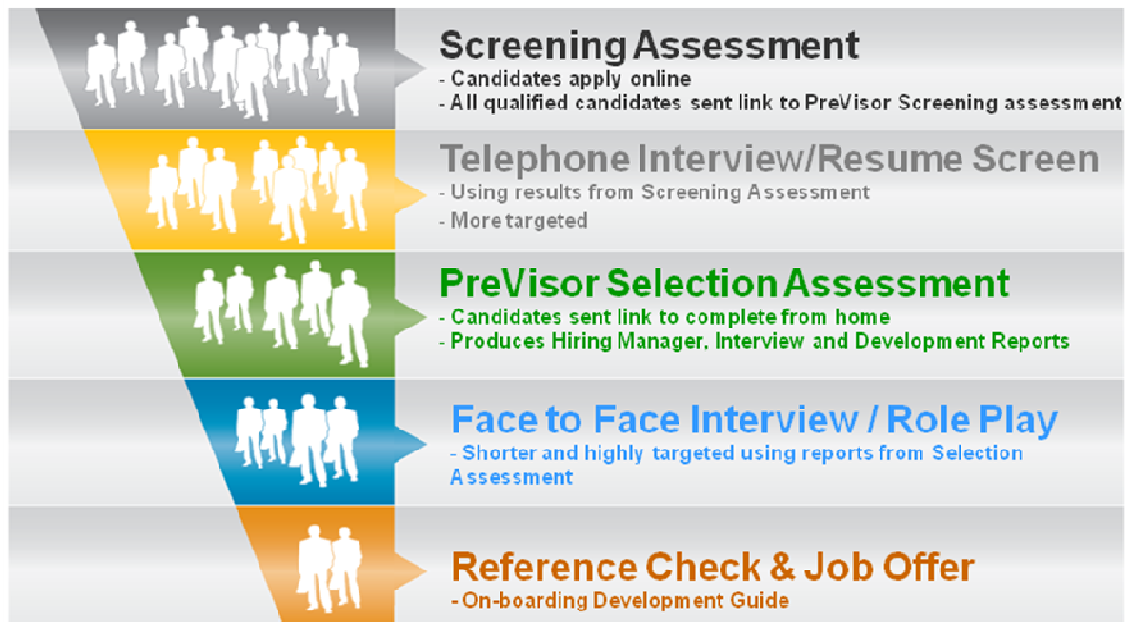 Screening Assessment
- Candidates apply online
- All qualified candidates sent link to PreVisor Screening assessment
Telephone Interview/Resume Screen
- Using results from Screening Assessment
- More targeted
PreVisor Selection Assessment
- Candidates sent link to complete from home
- Produces Hiring Manager, Interview and Development Reports
Face to Face Interview / Role Play
- Shorter and highly targeted using reports from Selection
Assessment
Reference Check & Job Offer
- On-boarding Development Guide